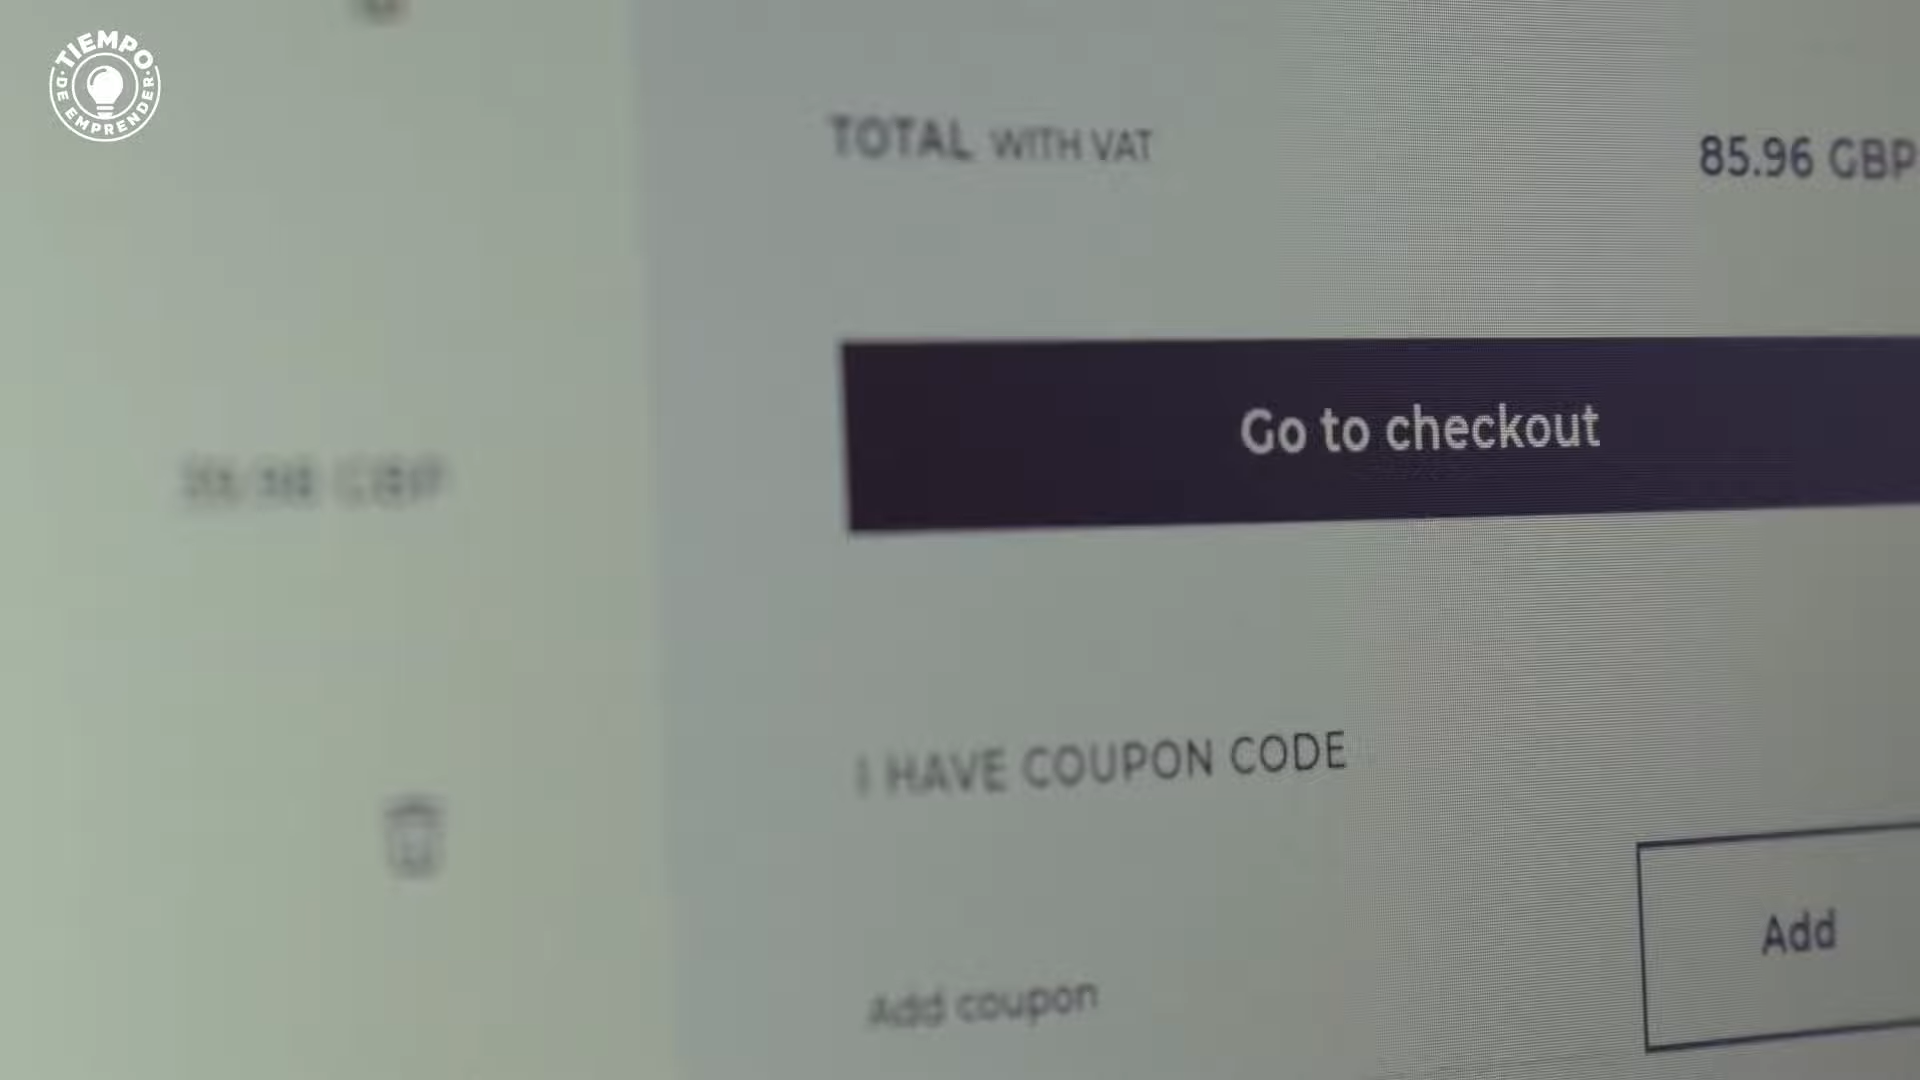 TIEMPO
DE EMPRENDER
TOTAL WITH VAT
85.96 GBP
Go to checkout
I HAVE COUPON CODE
Add
Add coupon